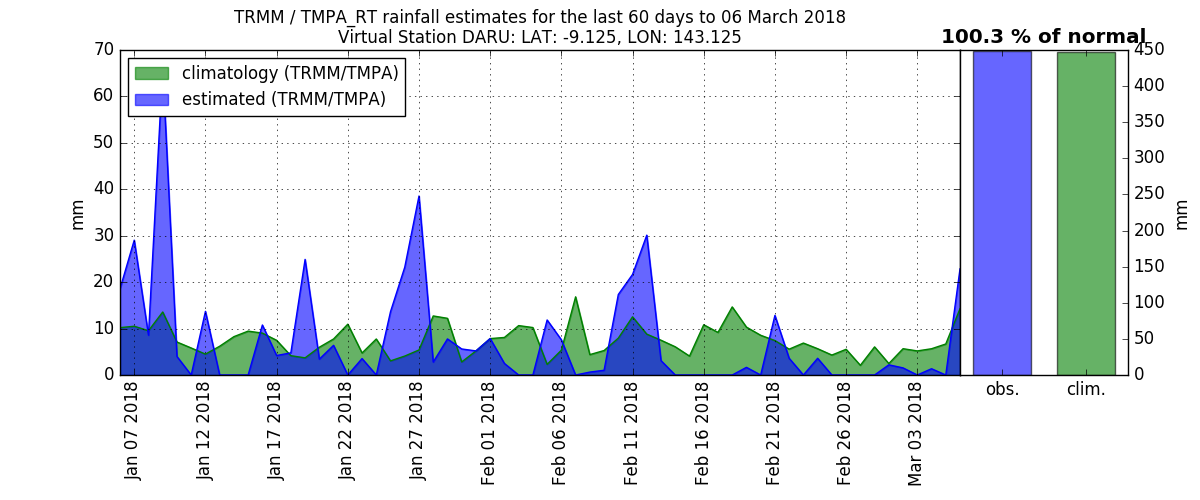 TRMM / TMPA_RT rainfall estimates for the last 60 days to 06 March 2018
Virtual Station DARU: LAT: -9.125, LON: 143.125
100.3 % of normal
climatology (TRMM/TMPA)
estimated (TRMM/TMPA)
70
60
50
40
30
20
10
0
mm
450
400
350
300
250
200
150
100
50
0
mm
obs.
clim.
Jan 07 2018
Jan 12 2018
Jan 17 2018
Jan 22 2018
Jan 27 2018
Feb 01 2018
Feb 06 2018
Feb 11 2018
Feb 16 2018
Feb 21 2018
Feb 26 2018
Mar 03 2018